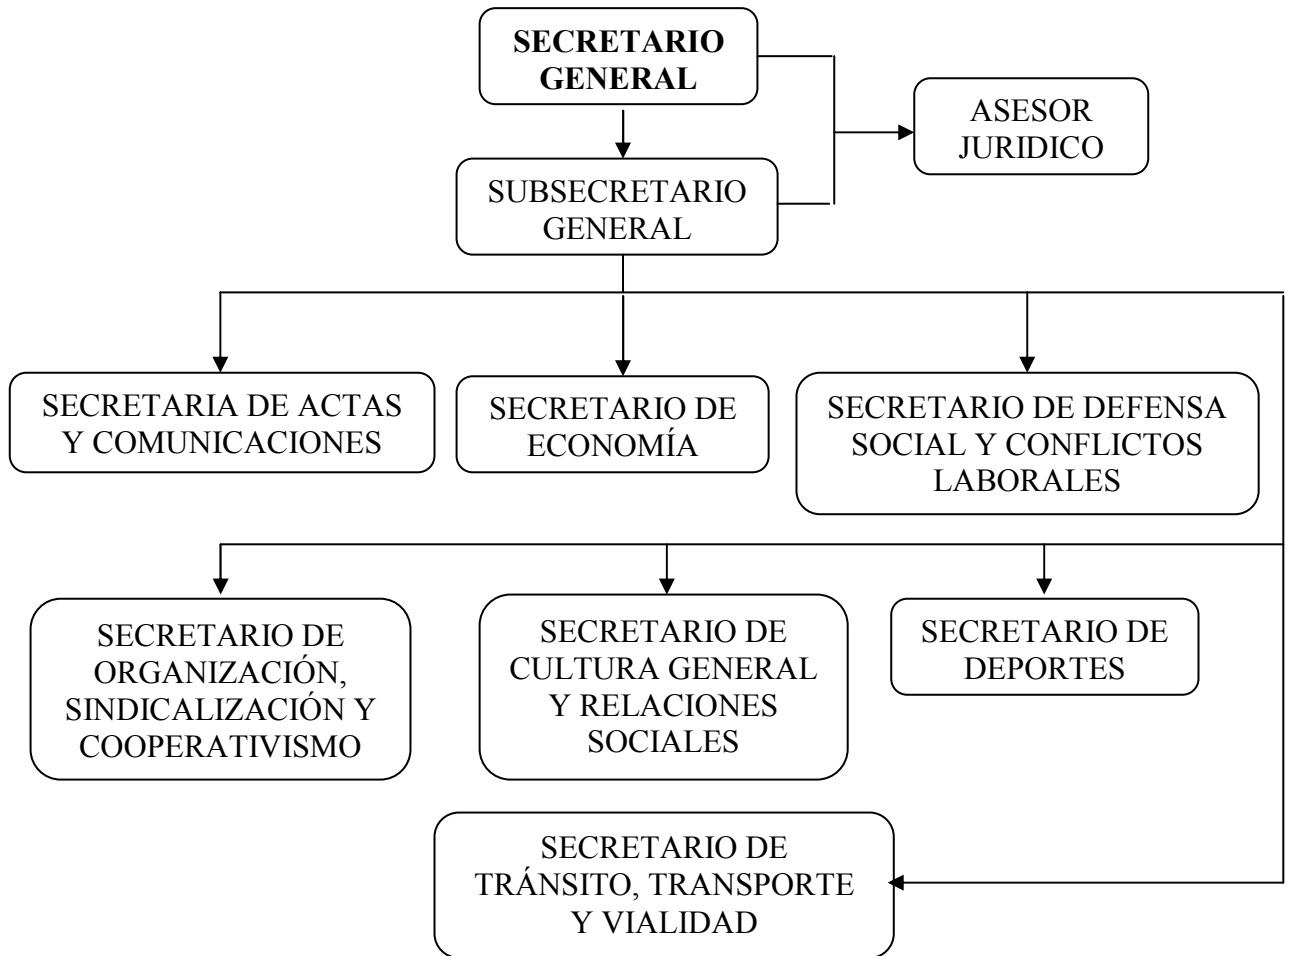 SECRETARIO
GENERAL
ASESOR
JURIDICO
SUBSECRETARIO
GENERAL
SECRETARIA DE ACTAS
Y COMUNICACIONES
SECRETARIO DE
ECONOMÍA
SECRETARIO DE DEFENSA
SOCIAL Y CONFLICTOS
LABORALES
SECRETARIO DE
ORGANIZACIÓN,
SINDICALIZACIÓN Y
COOPERATIVISMO
SECRETARIO DE
CULTURA GENERAL
Y RELACIONES
SOCIALES
SECRETARIO DE
DEPORTES
SECRETARIO DE
TRÁNSITO, TRANSPORTE
Y VIALIDAD